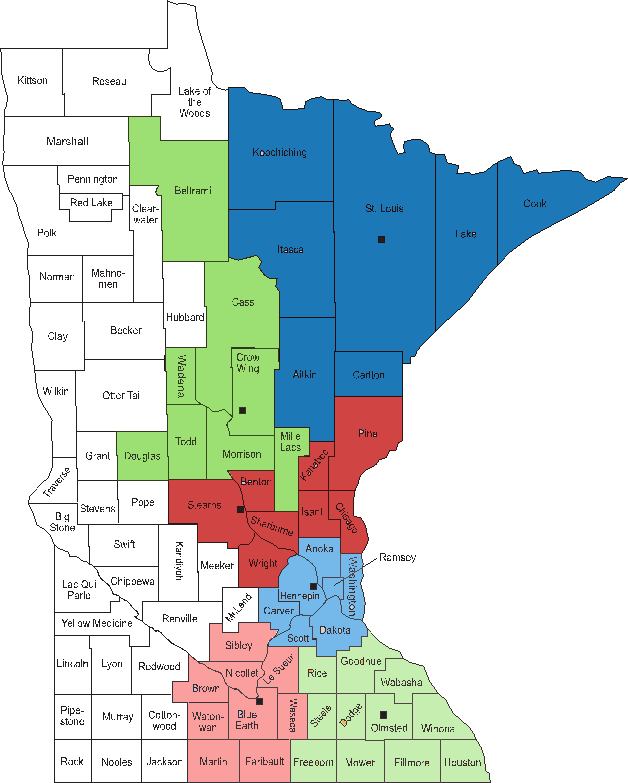 Kittson
Roseau
Lake of
the
Woods
Marshall
Koochiching
Pennington
Beltrami
Red Lake
Clear-
water
St. Louis
Cook
Polk
Lake
Itasca
Norman
Mahno-
men
Cass
Hubbard
Clay
Becker
Wadena
Crow
Wing
Aitkin
Carlton
Wilkin
Otter Tail
Pine
Todd
Mille
Lacs
Grant
Douglas
Morrison
Kanabec
Traverse
Benton
Stevens
Pope
Stearns
Isanti
Chisago
Big
Stone
Sherburne
Swift
Kandiyohi
Anoka
Ramsey
Meeker
Wright
Washington
Lac Qui
Parle
Chippewa
Hennepin
McLeod
Carver
Renville
Yellow Medicine
Dakota
Scott
Sibley
Lincoln
Lyon
Redwood
Nicollet
Le Sueur
Rice
Goodhue
Wabasha
Brown
Pipe-
stone
Murray
Cotton-
wood
Waton-
wan
Blue
Earth
Waseca
Steele
Dodge
Olmsted
Winona
Rock
Nobles
Jackson
Martin
Faribault
Freeborn
Mower
Fillmore
Houston